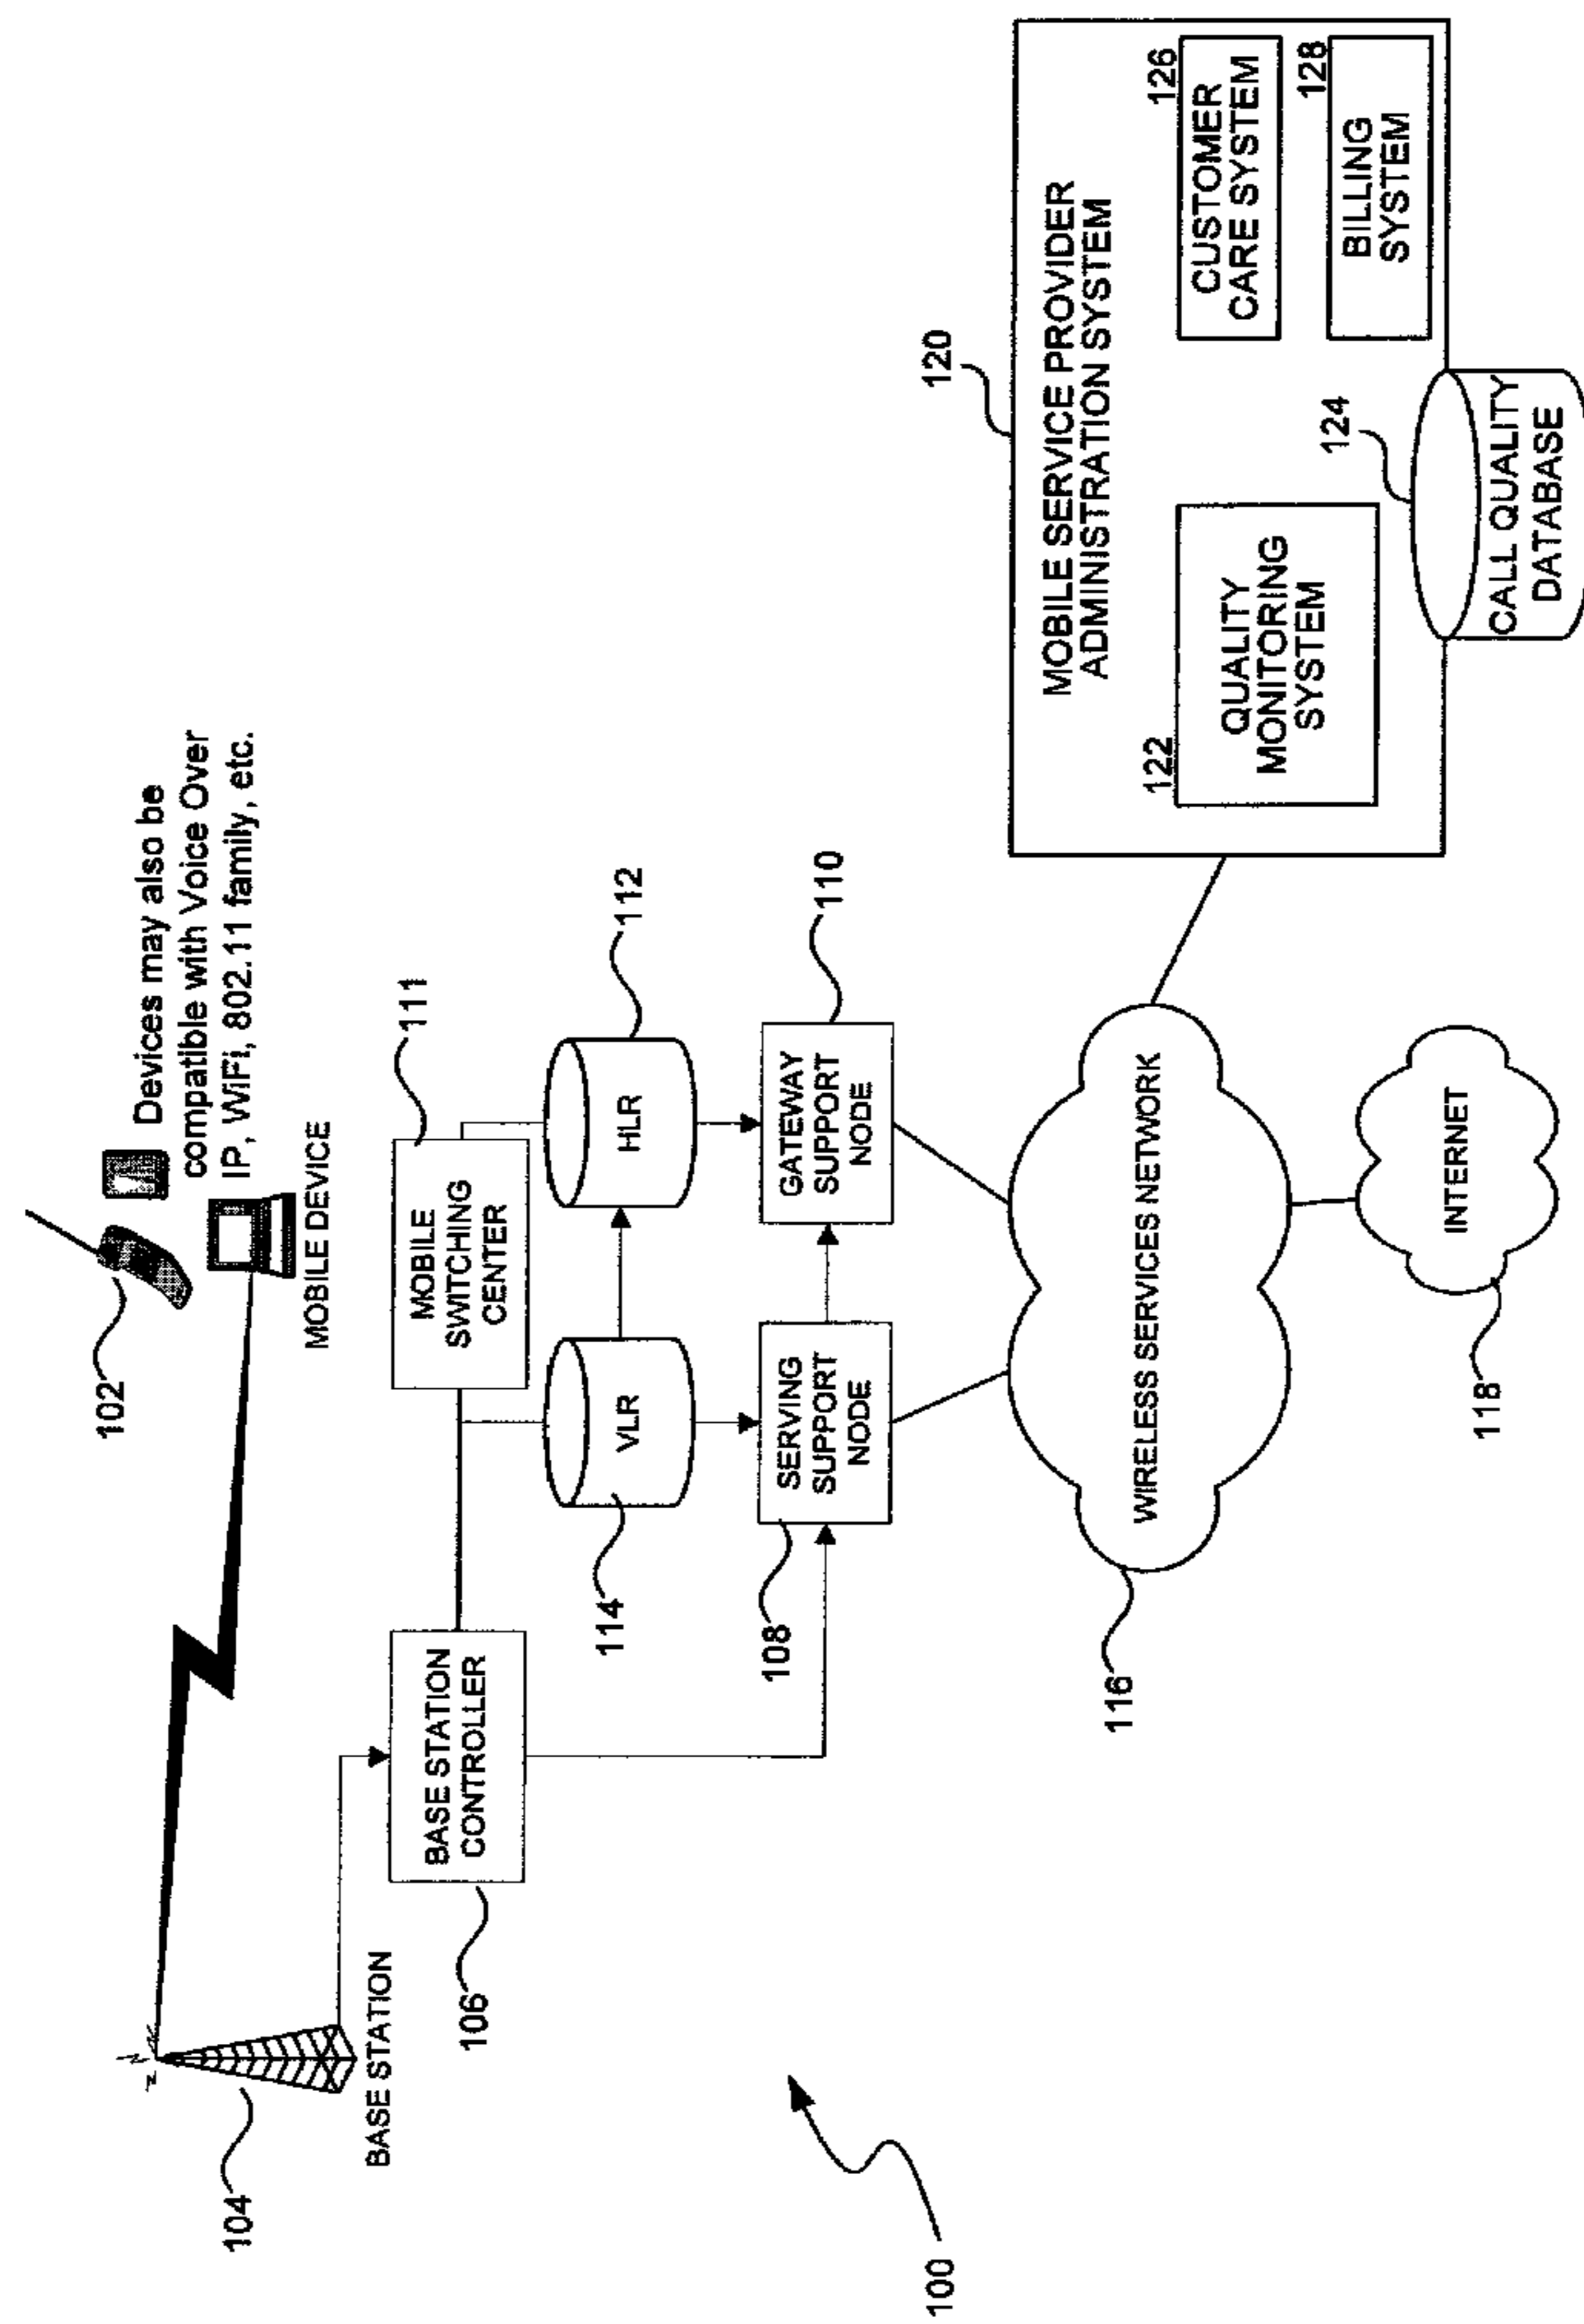 102
Devices may also be
compatible with Voice Over
IP, WiFi, 802.11 family, etc.
MOBILE DEVICE
104
BASE STATION
106
BASE STATION
CONTROLLER
111
MOBILE
SWITCHING
CENTER
114
VLR
112
HLR
108
SERVING
SUPPORT
NODE
110
GATEWAY
SUPPORT
NODE
100
116
WIRELESS SERVICES NETWORK
118
INTERNET
120
MOBILE SERVICE PROVIDER
ADMINISTRATION SYSTEM
122
QUALITY
MONITORING
SYSTEM
126
CUSTOMER
CARE SYSTEM
128
BILLING
SYSTEM
124
CALL QUALITY
DATABASE